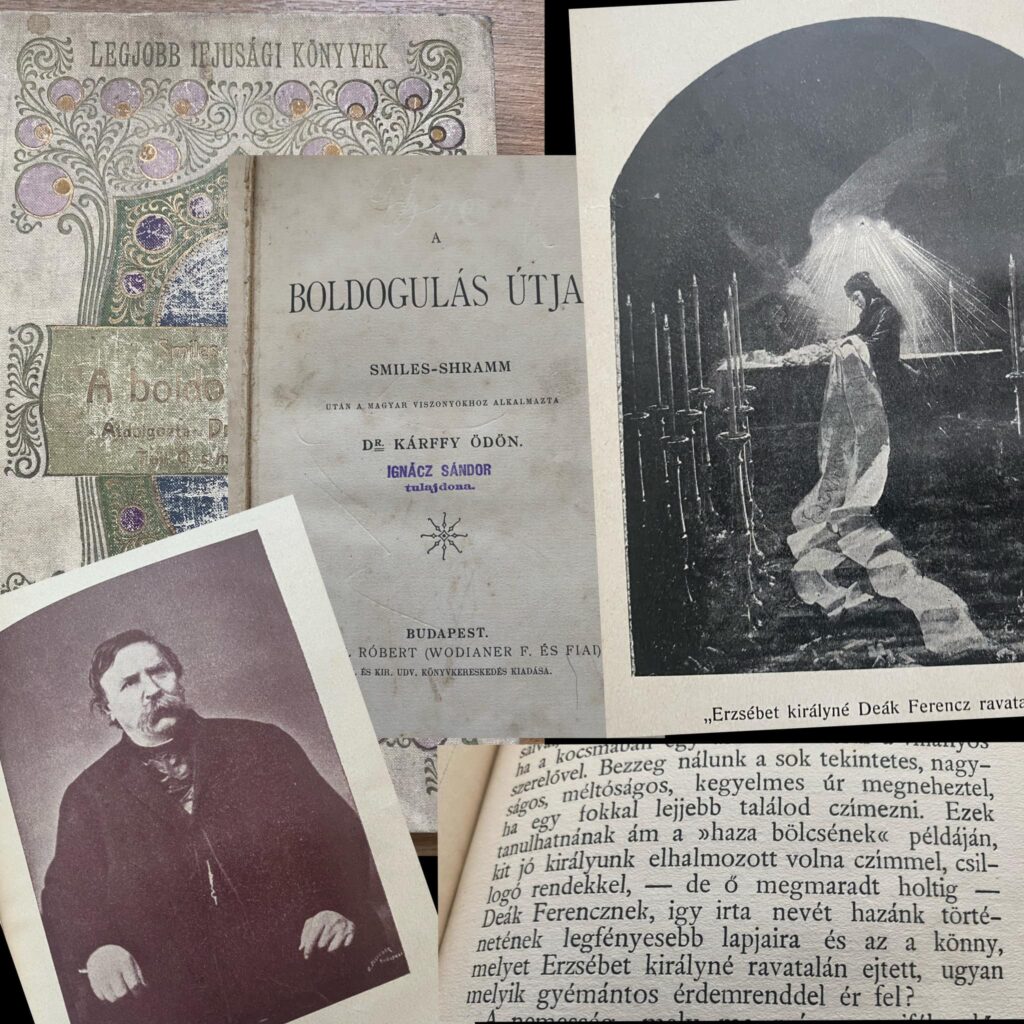 LEGJOBB IFJUSÁGI KÖNYVEK
Smiles
A boldo
Átdolgozta Dr
A
BOLDOGULÁS ÚTJA
SMILES-SHRAMM
UTÁN A MAGYAR VISZONYOKHOZ ALKALMAZTA
DR. KÁRFFY ÖDÖN.
IGNÁCZ SÁNDOR
tulajdona.
BUDAPEST.
RÓBERT (WODIANER F. ÉS FIAI)
ÉS KIR. UDV. KÖNYVKERESKEDÉS KIADÁSA.
„Erzsébet királyné Deák Ferencz ravata
ha a kocsmában
szerelővel. Bezzeg nálunk a sok tekintetes, nagy-
ságos, méltóságos, kegyelmes úr megneheztel,
ha egy fokkal lejjebb találod czímezni. Ezek
tanulhatnának ám a »haza bölcsének« példáján,
kit jó királyunk elhalmozott volna czímmel, csil-
logó rendekkel, — de ő megmaradt holtig —
Deák Ferencznek, igy irta nevét hazánk törté-
netének legfényesebb lapjaira és az a könny,
melyet Erzsébet királyné ravatalán ejtett, ugyan
melyik gyémántos érdemrenddel ér fel?